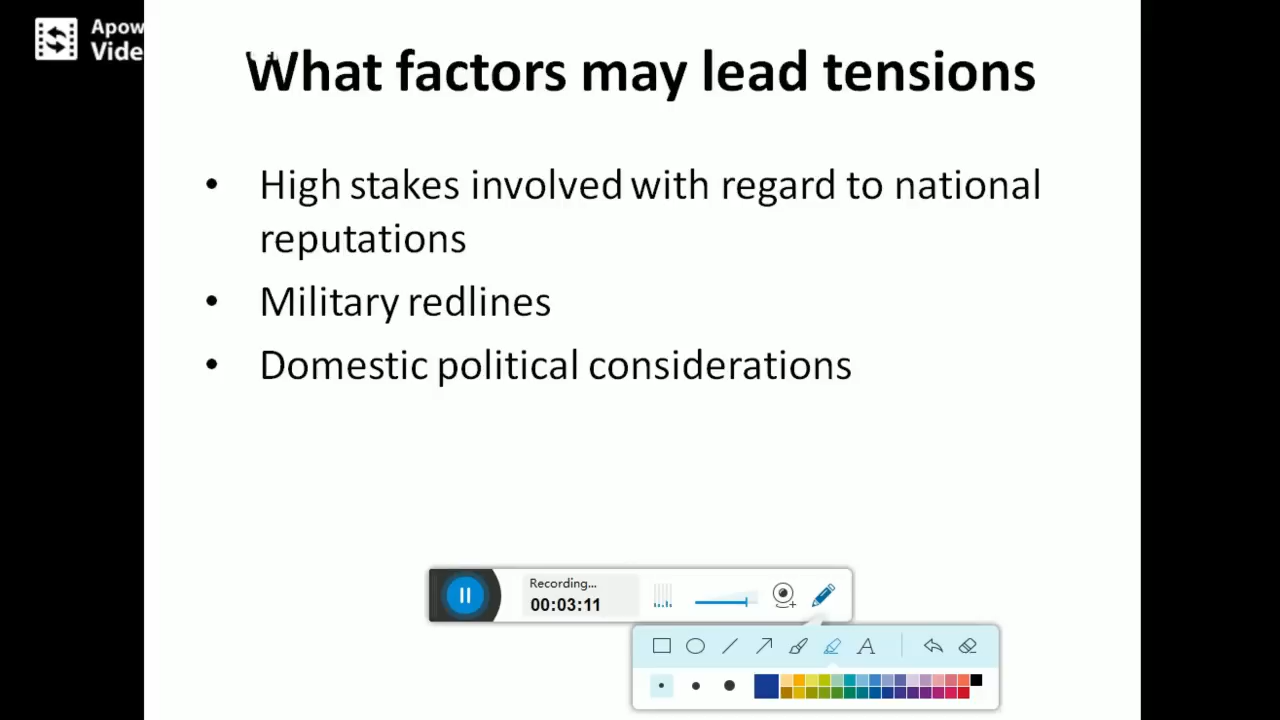 Apow
Vide
What factors may lead tensions
• High stakes involved with regard to national
reputations
• Military redlines
• Domestic political considerations
Recording...
00:03:11
A